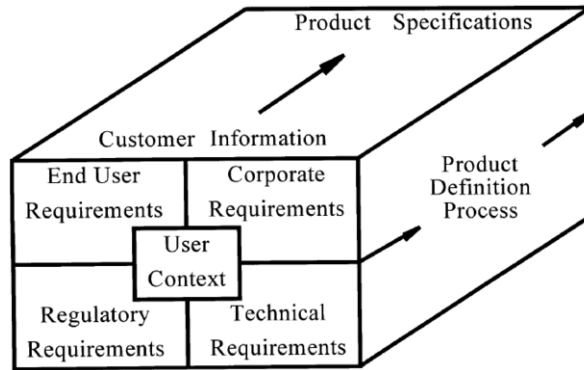 Product Specifications
Customer Information
End User
Requirements
Corporate
Requirements
Product
Definition
Process
User
Context
Regulatory
Requirements
Technical
Requirements